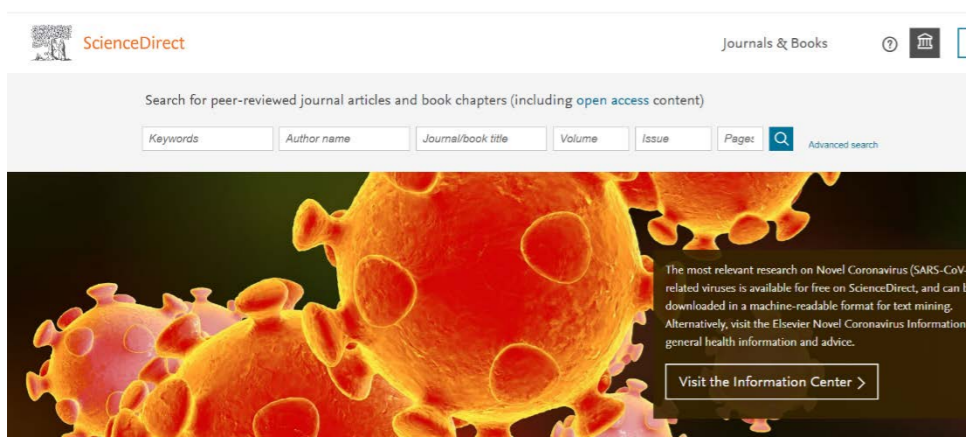 ScienceDirect
Journals & Books
?
Search for peer-reviewed journal articles and book chapters (including open access content)
Keywords
Author name
Journal/book title
Volume
Issue
Pages
Advanced search
The most relevant research on Novel Coronavirus (SARS-CoV-
related viruses is available for free on ScienceDirect, and can b
downloaded in a machine-readable format for text mining.
Alternatively, visit the Elsevier Novel Coronavirus Information
general health information and advice.
Visit the Information Center >